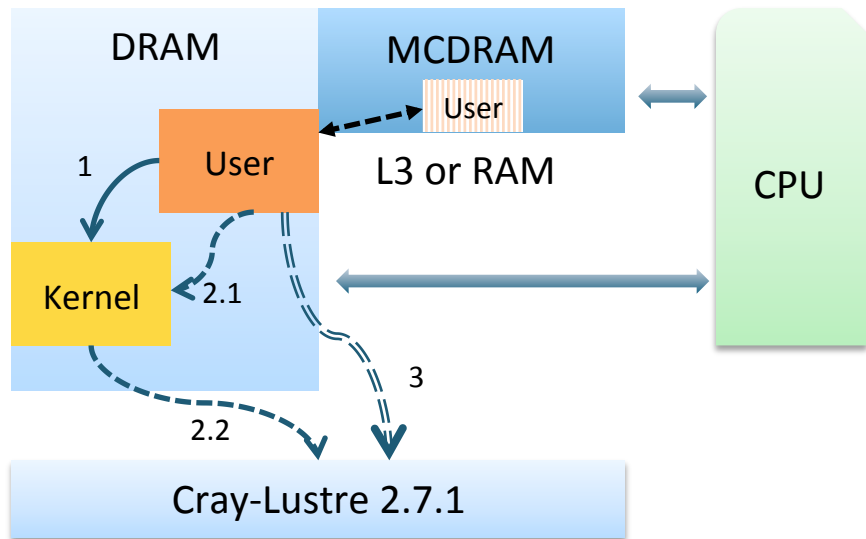 DRAM
MCDRAM
User
1
User
L3 or RAM
CPU
Kernel
2.1
3
2.2
Cray-Lustre 2.7.1